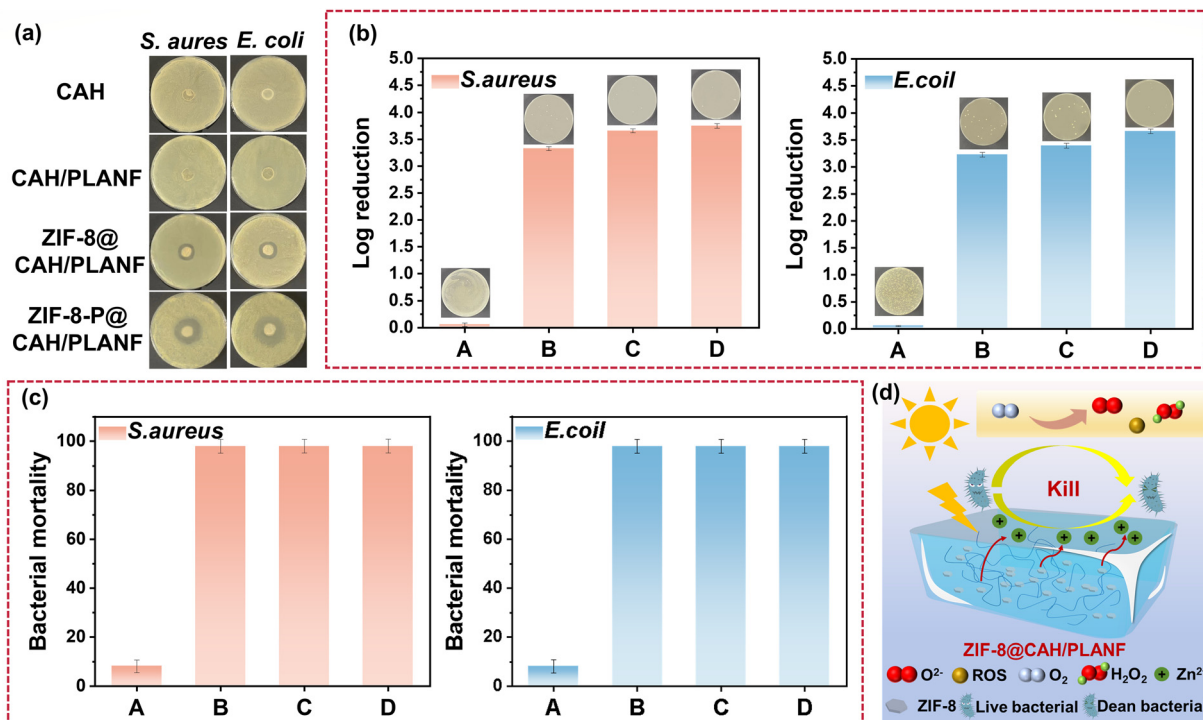 (a)
S. aures E. coli
CAH
CAH/PLANF
ZIF-8@
CAH/PLANF
ZIF-8-P@
CAH/PLANF
(b)
Log reduction
5.0
4.5
4.0
3.5
3.0
2.5
2.0
1.5
1.0
0.5
0.0
S.aureus
A B C D
Log reduction
5.0
4.5
4.0
3.5
3.0
2.5
2.0
1.5
1.0
0.5
0.0
E.coil
A B C D
(c)
Bacterial mortality
100
80
60
40
20
0
S.aureus
A B C D
Bacterial mortality
100
80
60
40
20
0
E.coil
A B C D
(d)
Kill
+ + + + + + +
ZIF-8@CAH/PLANF
O²⁻ ROS O₂ H₂O₂ + Zn²⁺
ZIF-8 Live bacterial Dean bacterial